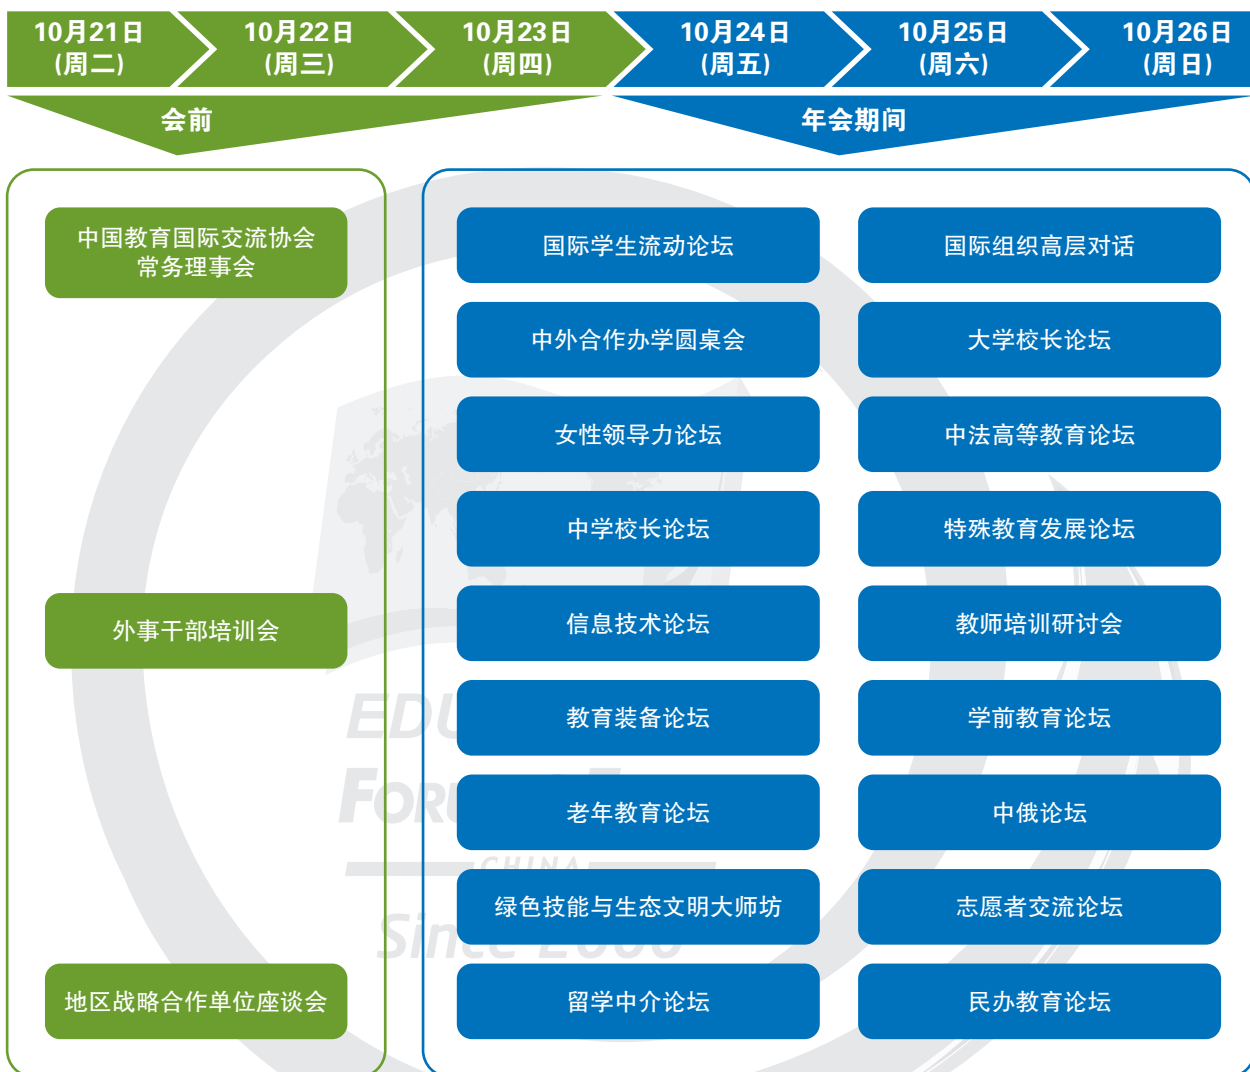 10月21日
(周二)
10月22日
(周三)
10月23日
(周四)
10月24日
(周五)
10月25日
(周六)
10月26日
(周日)
会前
年会期间
中国教育国际交流协会
常务理事会
外事干部培训会
地区战略合作单位座谈会
国际学生流动论坛
国际组织高层对话
中外合作办学圆桌会
大学校长论坛
女性领导力论坛
中法高等教育论坛
中学校长论坛
特殊教育发展论坛
信息技术论坛
教师培训研讨会
教育装备论坛
学前教育论坛
老年教育论坛
中俄论坛
绿色技能与生态文明大师坊
志愿者交流论坛
留学中介论坛
民办教育论坛
CHINA
Since